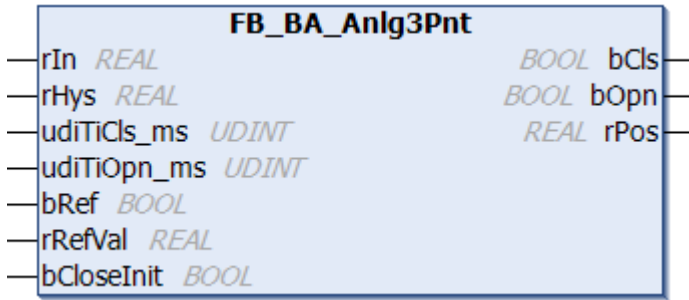 FB_BA_Anlg3Pnt
rIn REAL BOOL bCls
rHys REAL BOOL bOpn
udiTiCls_ms UDINT REAL rPos
udiTiOpn_ms UDINT
bRef BOOL
rRefVal REAL
bCloseInit BOOL